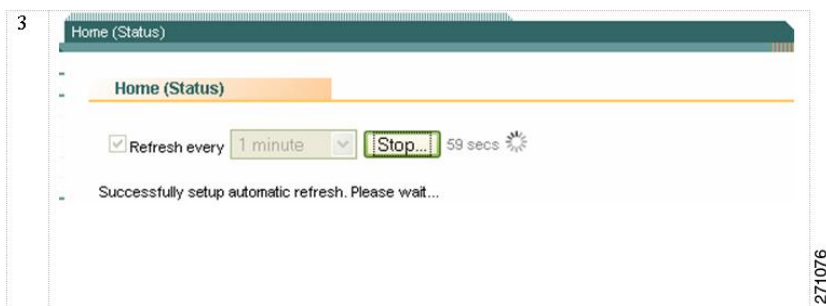 3
Home (Status)
Home (Status)
Refresh every 1 minute Stop... 59 secs
Successfully setup automatic refresh. Please wait...
271076